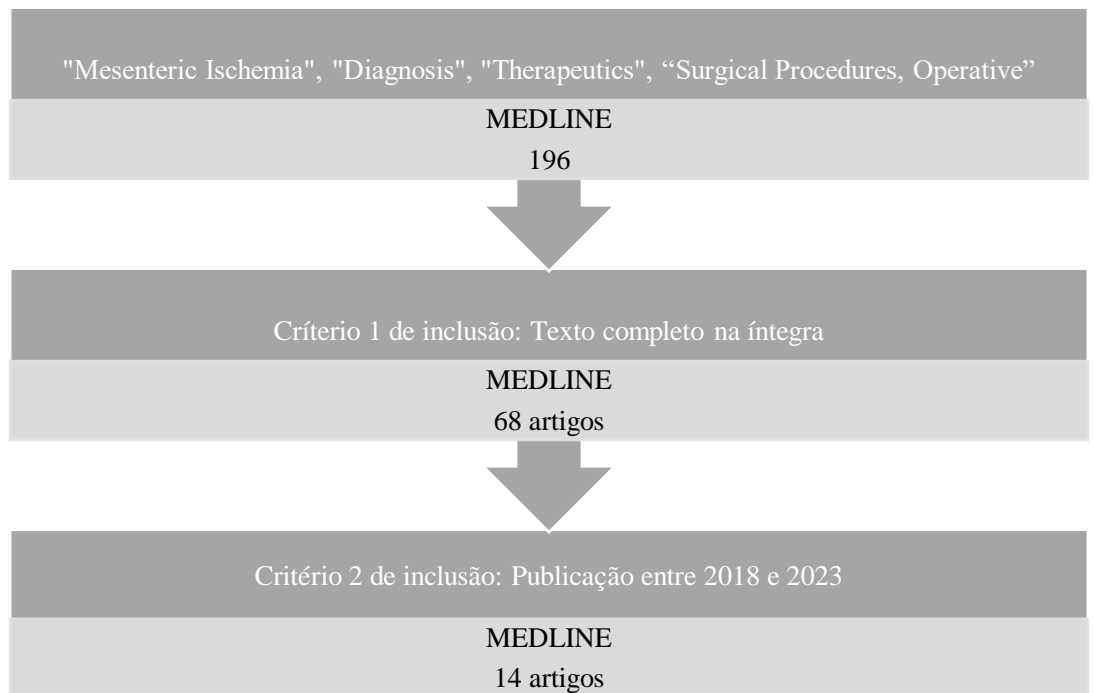 "Mesenteric Ischemia", "Diagnosis", "Therapeutics", “Surgical Procedures, Operative”
MEDLINE
196
Críterio 1 de inclusão: Texto completo na íntegra
MEDLINE
68 artigos
Critério 2 de inclusão: Publicação entre 2018 e 2023
MEDLINE
14 artigos